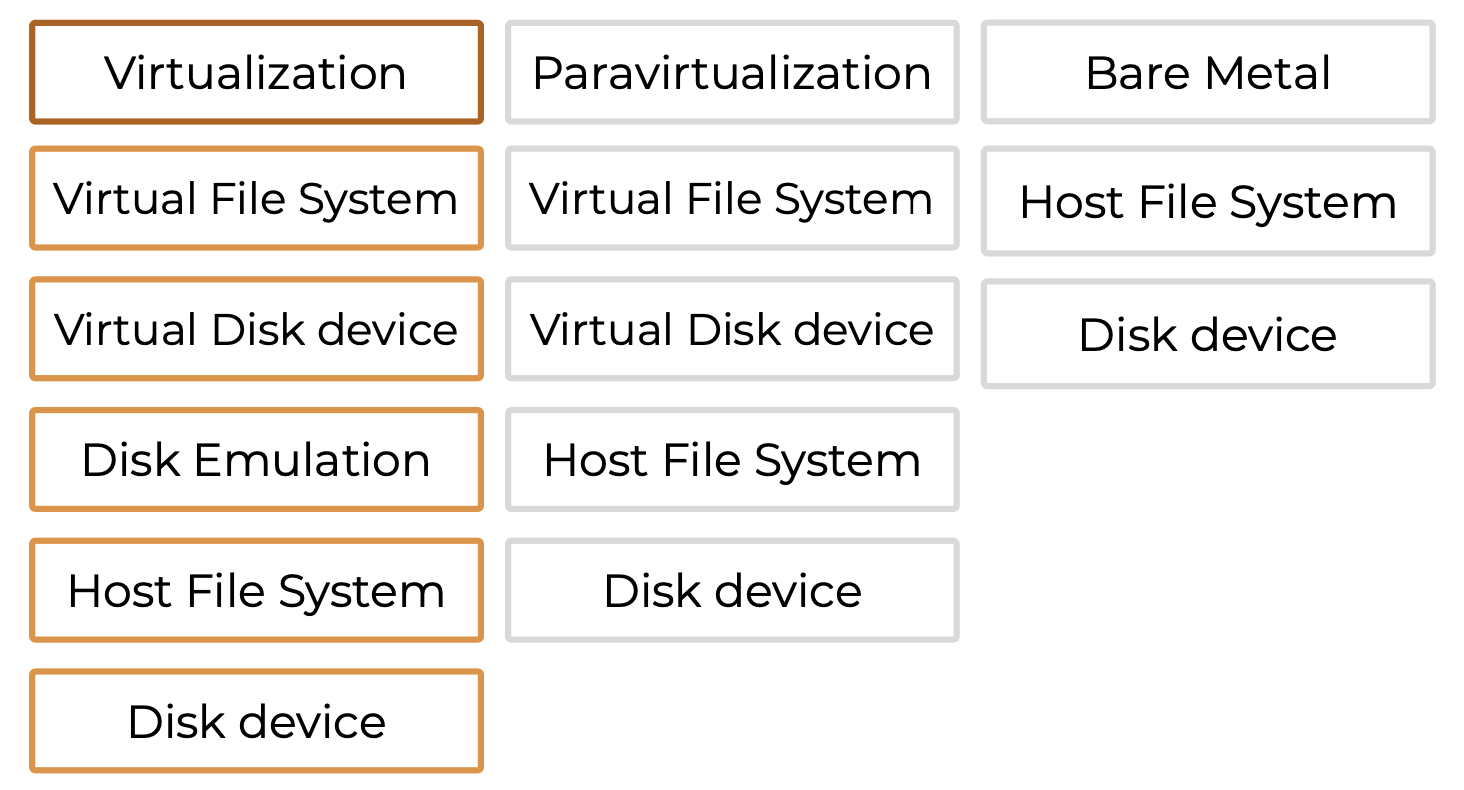 Virtualization
Paravirtualization
Bare Metal
Virtual File System
Virtual File System
Host File System
Virtual Disk device
Virtual Disk device
Disk device
Disk Emulation
Host File System
Host File System
Disk device
Disk device